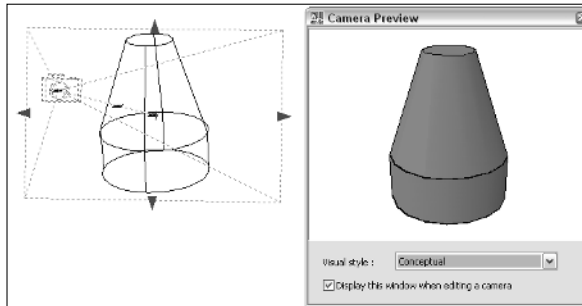 Camera Preview
Visual style :
Conceptual
Display this window when editing a camera